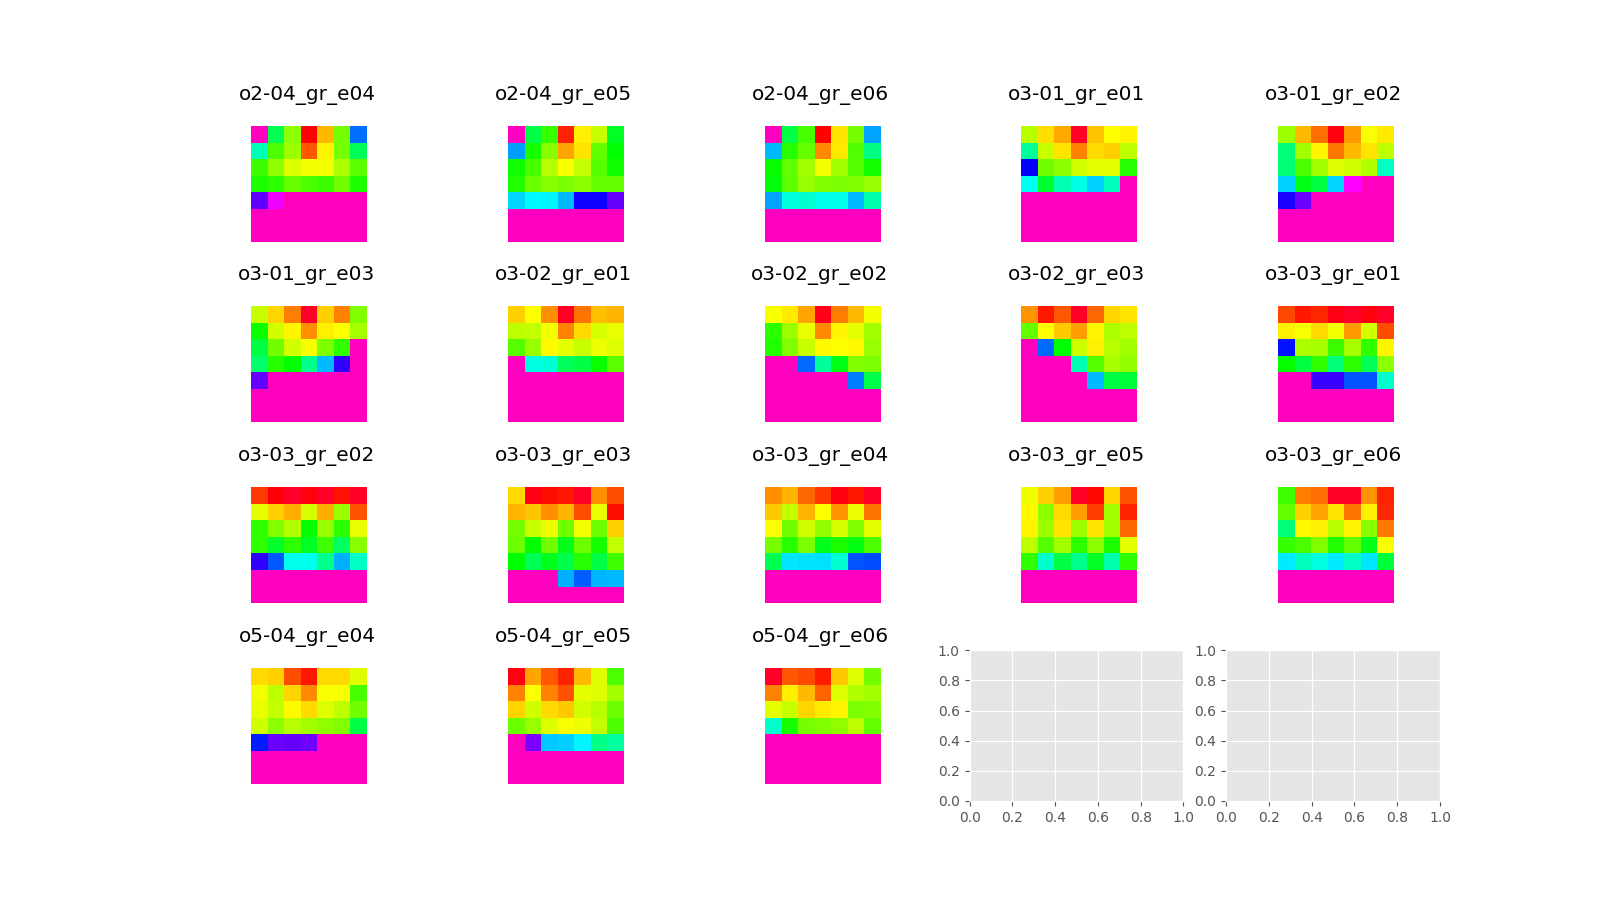 o2-04_gr_e04 o2-04_gr_e05 o2-04_gr_e06 o3-01_gr_e01 o3-01_gr_e02
o3-01_gr_e03 o3-02_gr_e01 o3-02_gr_e02 o3-02_gr_e03 o3-03_gr_e01
o3-03_gr_e02 o3-03_gr_e03 o3-03_gr_e04 o3-03_gr_e05 o3-03_gr_e06
o5-04_gr_e04 o5-04_gr_e05 o5-04_gr_e06
1.0 1.0
0.8 0.8
0.6 0.6
0.4 0.4
0.2 0.2
0.0 0.0
0.0 0.2 0.4 0.6 0.8 1.0 0.0 0.2 0.4 0.6 0.8 1.0